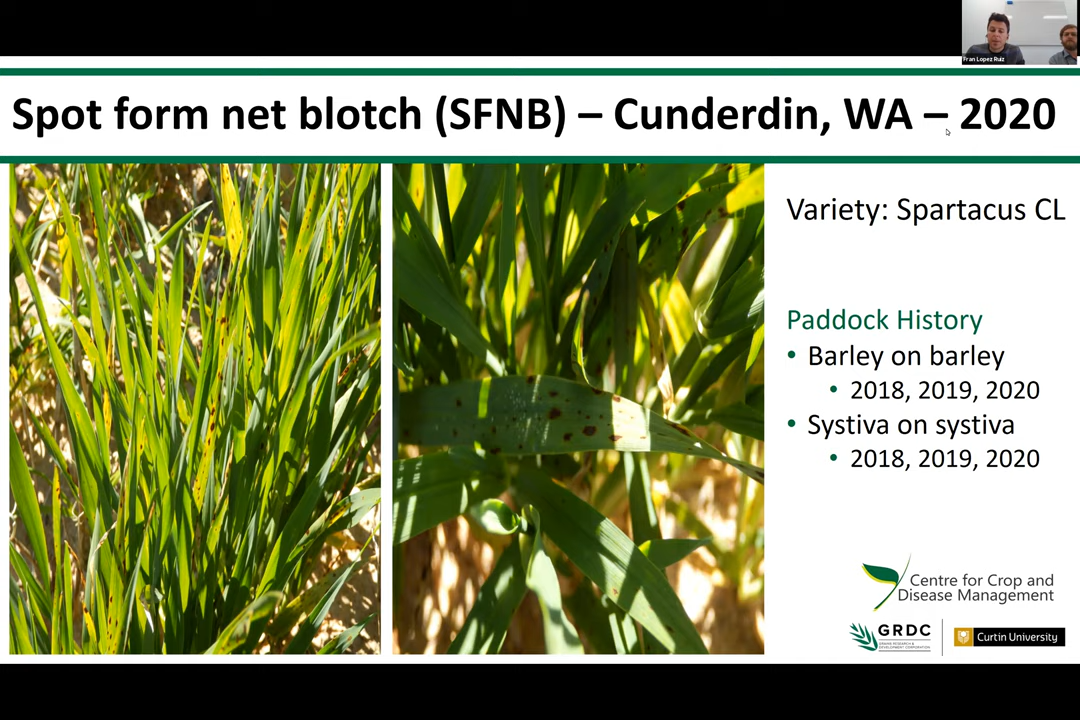 Fran Lopez Ruiz
Spot form net blotch (SFNB) – Cunderdin, WA – 2020
Variety: Spartacus CL
Paddock History
• Barley on barley
• 2018, 2019, 2020
• Systiva on systiva
• 2018, 2019, 2020
Centre for Crop and
Disease Management
GRDC
GRAINS RESEARCH & DEVELOPMENT CORPORATION
Curtin University